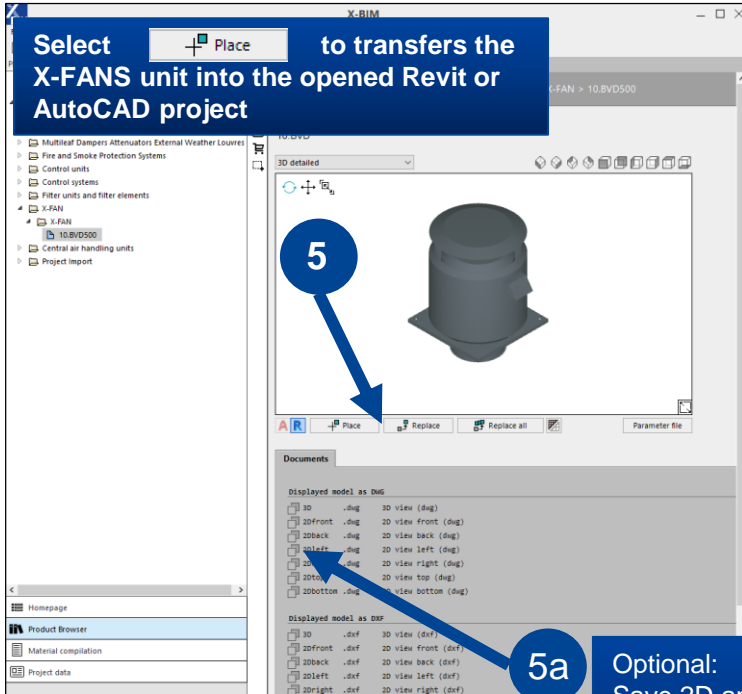 X-BIM
Select Place to transfers the
X-FANS unit into the opened Revit or
AutoCAD project
X-FAN > 10.BVD500
10.BVD
Multileaf Dampers Attenuators External Weather Louvres
Fire and Smoke Protection Systems
Control units
Control systems
Filter units and filter elements
X-FAN
X-FAN
10.BVD500
Central air handling units
Project Import
3D detailed
5
A R Place Replace Replace all Parameter file
Documents
Displayed model as DWG
3D .dwg 3D view (dwg)
2Dfront .dwg 2D view front (dwg)
2Dback .dwg 2D view back (dwg)
2Dleft .dwg 2D view left (dwg)
.dwg 2D view right (dwg)
2Dtop .dwg 2D view top (dwg)
2Dbottom .dwg 2D view bottom (dwg)
Displayed model as DXF
3D .dxf 3D view (dxf)
2Dfront .dxf 2D view front (dxf)
2Dback .dxf 2D view back (dxf)
2Dleft .dxf 2D view left (dxf)
2Dright .dxf 2D view right (dxf)
Homepage
Product Browser
Material compilation
Project data
5a
Optional: